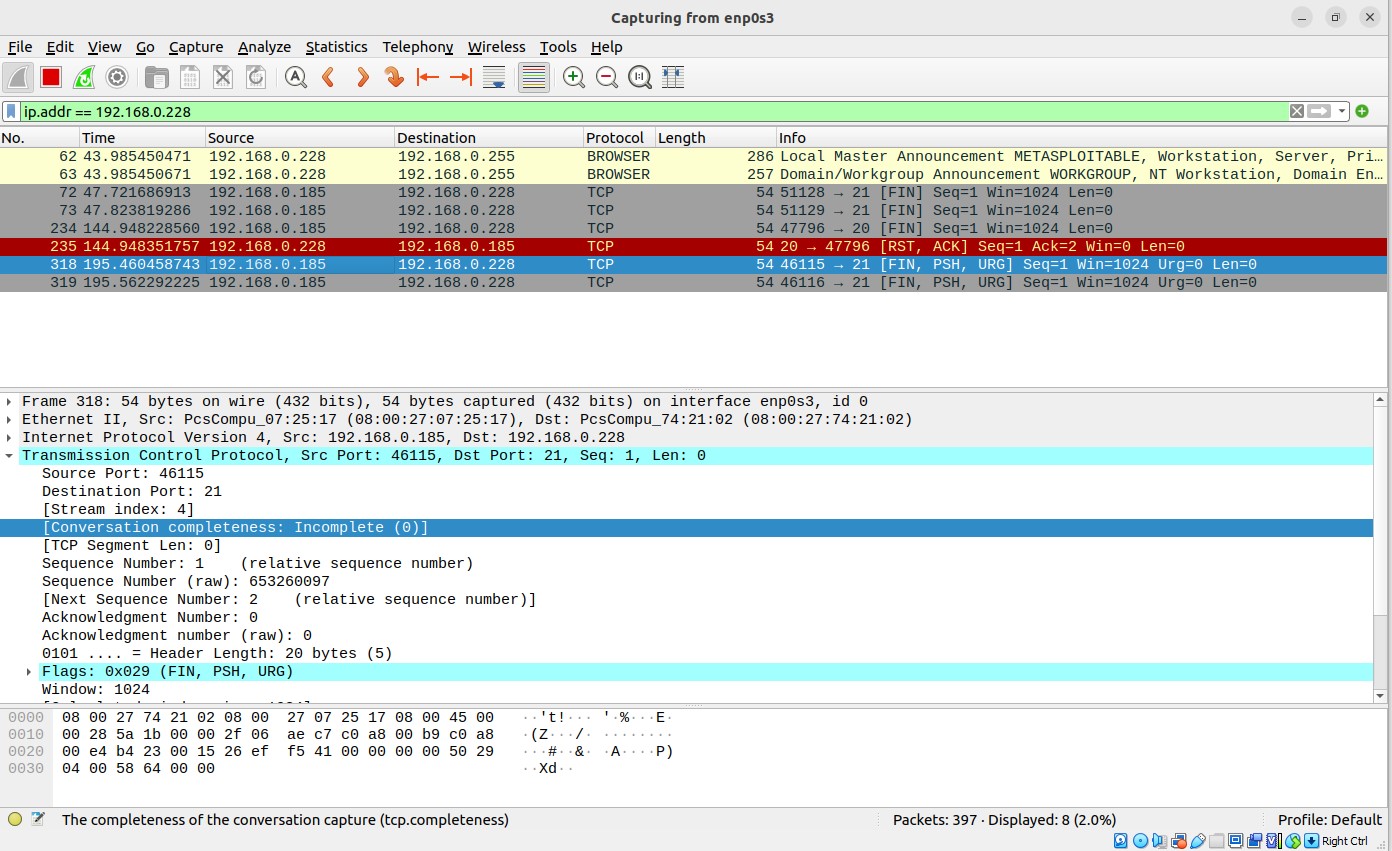 Capturing from enp0s3
File Edit View Go Capture Analyze Statistics Telephony Wireless Tools Help
ip.addr == 192.168.0.228
No. Time Source Destination Protocol Length Info
62 43.985450471 192.168.0.228 192.168.0.255 BROWSER 286 Local Master Announcement METASPLOITABLE, Workstation, Server, Pri…
63 43.985450671 192.168.0.228 192.168.0.255 BROWSER 257 Domain/Workgroup Announcement WORKGROUP, NT Workstation, Domain En…
72 47.721686913 192.168.0.185 192.168.0.228 TCP 54 51128 → 21 [FIN] Seq=1 Win=1024 Len=0
73 47.823819286 192.168.0.185 192.168.0.228 TCP 54 51129 → 21 [FIN] Seq=1 Win=1024 Len=0
234 144.948228560 192.168.0.185 192.168.0.228 TCP 54 47796 → 20 [FIN] Seq=1 Win=1024 Len=0
235 144.948351757 192.168.0.228 192.168.0.185 TCP 54 20 → 47796 [RST, ACK] Seq=1 Ack=2 Win=0 Len=0
318 195.460458743 192.168.0.185 192.168.0.228 TCP 54 46115 → 21 [FIN, PSH, URG] Seq=1 Win=1024 Urg=0 Len=0
319 195.562292225 192.168.0.185 192.168.0.228 TCP 54 46116 → 21 [FIN, PSH, URG] Seq=1 Win=1024 Urg=0 Len=0
Frame 318: 54 bytes on wire (432 bits), 54 bytes captured (432 bits) on interface enp0s3, id 0
Ethernet II, Src: PcsCompu_07:25:17 (08:00:27:07:25:17), Dst: PcsCompu_74:21:02 (08:00:27:74:21:02)
Internet Protocol Version 4, Src: 192.168.0.185, Dst: 192.168.0.228
Transmission Control Protocol, Src Port: 46115, Dst Port: 21, Seq: 1, Len: 0
Source Port: 46115
Destination Port: 21
[Stream index: 4]
[Conversation completeness: Incomplete (0)]
[TCP Segment Len: 0]
Sequence Number: 1 (relative sequence number)
Sequence Number (raw): 653260097
[Next Sequence Number: 2 (relative sequence number)]
Acknowledgment Number: 0
Acknowledgment number (raw): 0
0101 .... = Header Length: 20 bytes (5)
Flags: 0x029 (FIN, PSH, URG)
Window: 1024
0000 08 00 27 74 21 02 08 00 27 07 25 17 08 00 45 00 ··'t!··· '·%···E·
0010 00 28 5a 1b 00 00 2f 06 ae c7 c0 a8 00 b9 c0 a8 ·(Z···/· ········
0020 00 e4 b4 23 00 15 26 ef f5 41 00 00 00 00 50 29 ···#··&· ·A····P)
0030 04 00 58 64 00 00 ··Xd··
The completeness of the conversation capture (tcp.completeness) Packets: 397 · Displayed: 8 (2.0%) Profile: Default
Right Ctrl